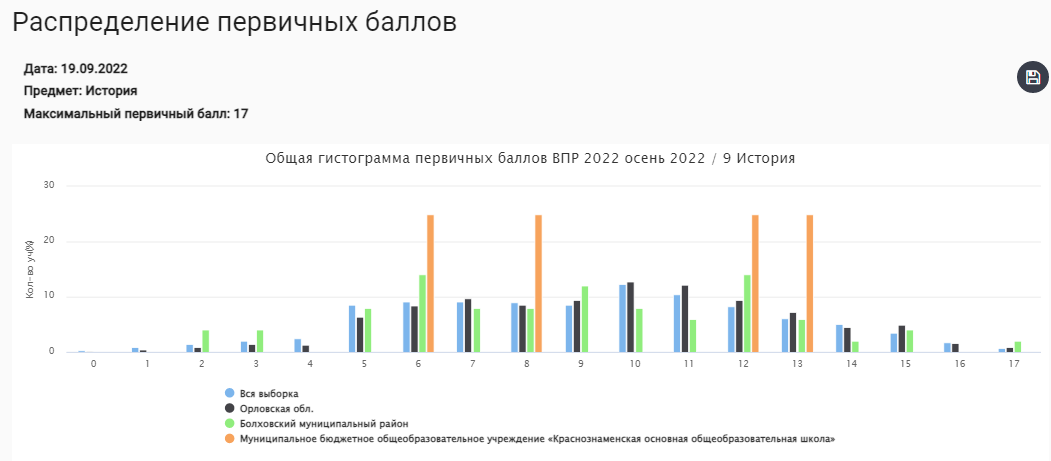 Распределение первичных баллов
Дата: 19.09.2022
Предмет: История
Максимальный первичный балл: 17
Общая гистограмма первичных баллов ВПР 2022 осень 2022 / 9 История
Кол-во уч(%)
30
20
10
0
0 1 2 3 4 5 6 7 8 9 10 11 12 13 14 15 16 17
Вся выборка
Орловская обл.
Болховский муниципальный район
Муниципальное бюджетное общеобразовательное учреждение «Краснознаменская основная общеобразовательная школа»